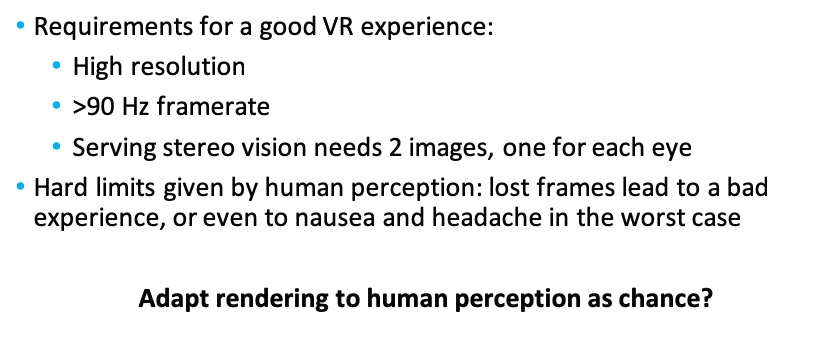 • Requirements for a good VR experience:
• High resolution
• >90 Hz framerate
• Serving stereo vision needs 2 images, one for each eye
• Hard limits given by human perception: lost frames lead to a bad
experience, or even to nausea and headache in the worst case
Adapt rendering to human perception as chance?